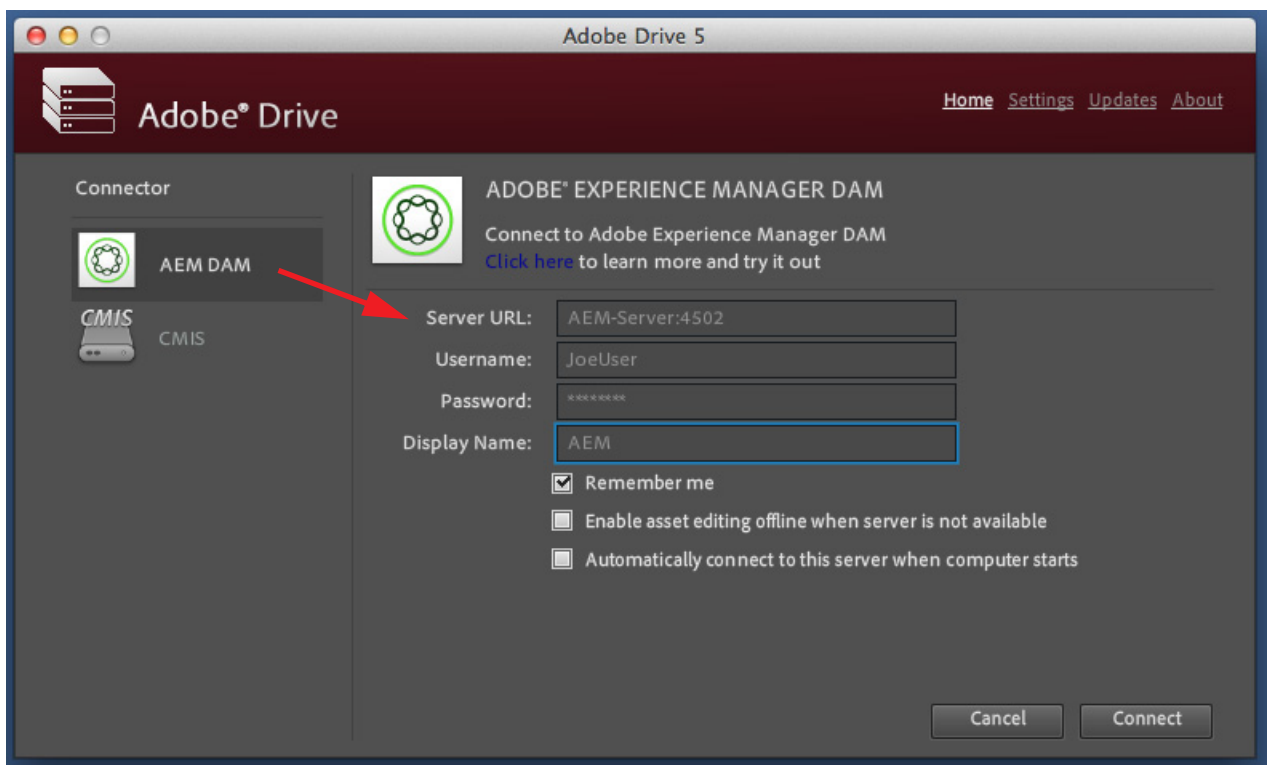 Adobe Drive 5
Adobe® Drive
Home Settings Updates About
Connector
AEM DAM
CMIS
CMIS
ADOBE® EXPERIENCE MANAGER DAM
Connect to Adobe Experience Manager DAM
Click here to learn more and try it out
Server URL: AEM-Server:4502
Username: JoeUser
Password: ********
Display Name: AEM
Remember me
Enable asset editing offline when server is not available
Automatically connect to this server when computer starts
Cancel Connect